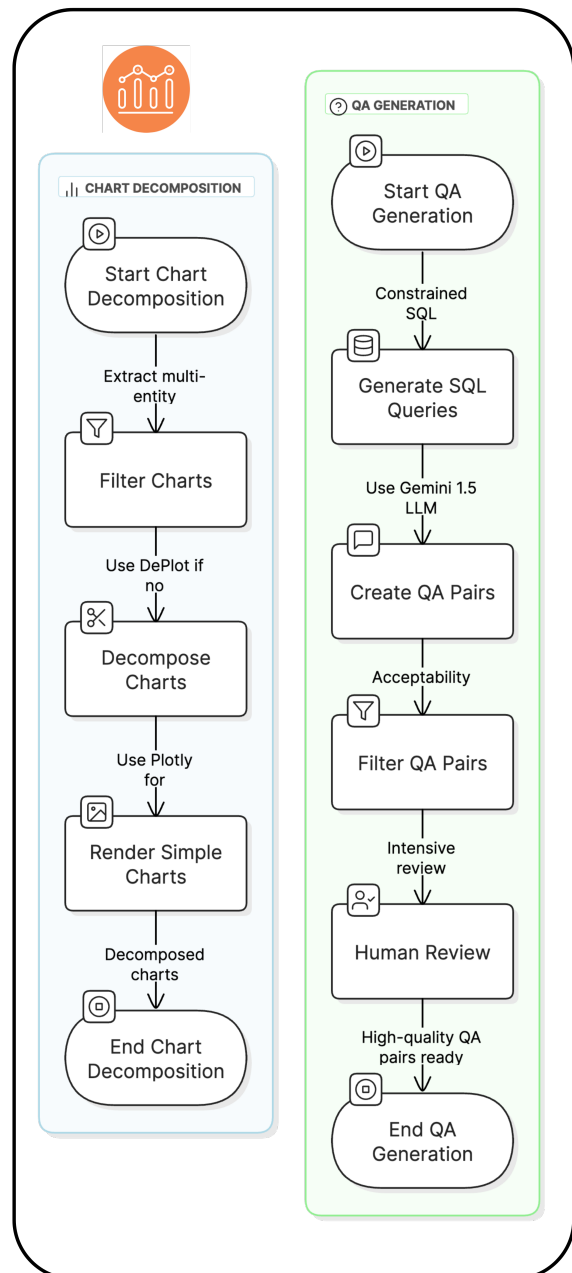 CHART DECOMPOSITION
Start Chart
Decomposition
Extract multi-
entity
Filter Charts
Use DePlot if
no
Decompose
Charts
Use Plotly
for
Render Simple
Charts
Decomposed
charts
End Chart
Decomposition
QA GENERATION
Start QA
Generation
Constrained
SQL
Generate SQL
Queries
Use Gemini 1.5
LLM
Create QA Pairs
Acceptability
Filter QA Pairs
Intensive
review
Human Review
High-quality QA
pairs ready
End QA
Generation